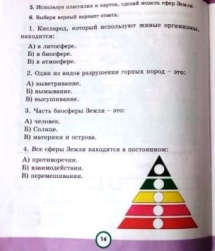 5. Используя пластилин и картон, сделай модель сфер Земли.
6. Выбери верный вариант ответа.
1. Кислород, который используют живые организмы, находится:
А) в литосфере.
Б) в биосфере.
В) в атмосфере.
2. Один из видов разрушения горных пород – это:
А) выветривание.
Б) вымывание.
В) высушивание.
3. Часть биосферы Земли – это:
А) человек.
Б) Солнце.
В) материки и острова.
4. Все сферы Земли находятся в постоянном:
А) противоречии.
Б) взаимодействии.
В) перемешивании.
14